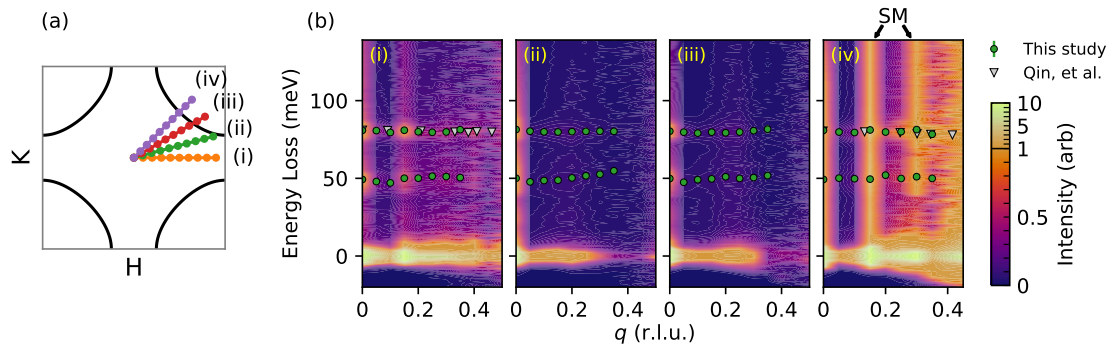 (a)
(iv)
(iii)
(ii)
(i)
K
H
(b)
SM
(i)
(ii)
(iii)
(iv)
Energy Loss (meV)
100
50
0
0
0.2
0.4
0
0.2
0.4
0
0.2
0.4
0
0.2
0.4
q (r.l.u.)
This study
Qin, et al.
10
5
1
0.5
0
Intensity (arb)